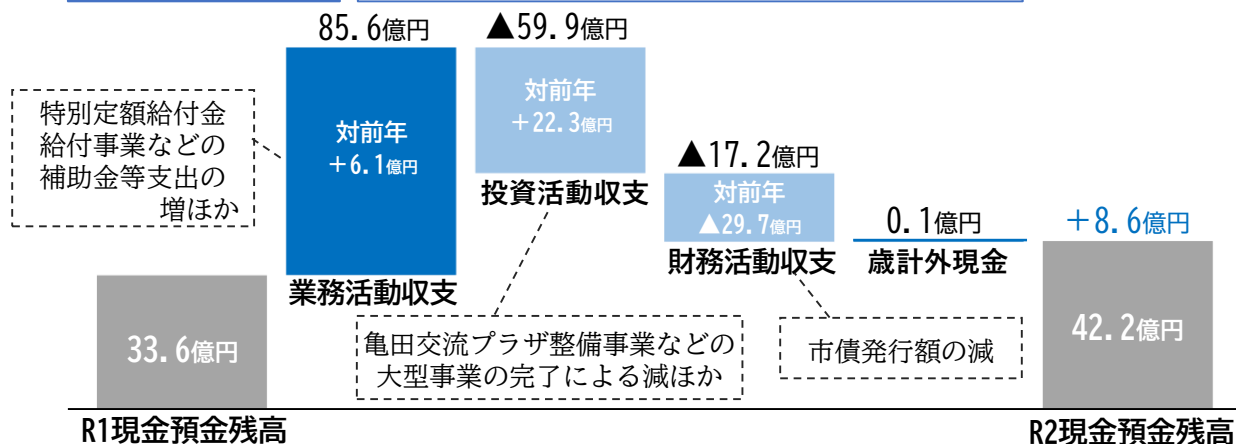 85.6億円
▲59.9億円
特別定額給付金
給付事業などの
補助金等支出の
増ほか
対前年
+6.1億円
対前年
+22.3億円
▲17.2億円
投資活動収支
対前年
▲29.7億円
0.1億円
+8.6億円
業務活動収支
財務活動収支
歳計外現金
33.6億円
亀田交流プラザ整備事業などの
大型事業の完了による減ほか
市債発行額の減
42.2億円
R1現金預金残高
R2現金預金残高